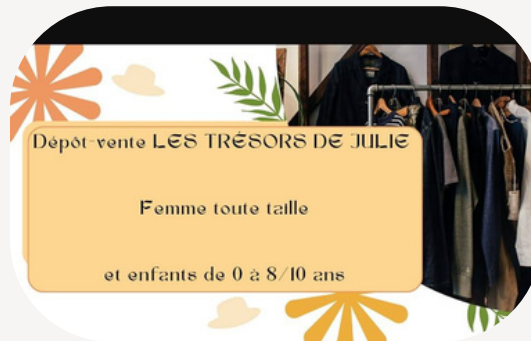 Dépôt-vente LES TRÉSORS DE JULIE
Femme toute taille
et enfants de 0 à 8/10 ans